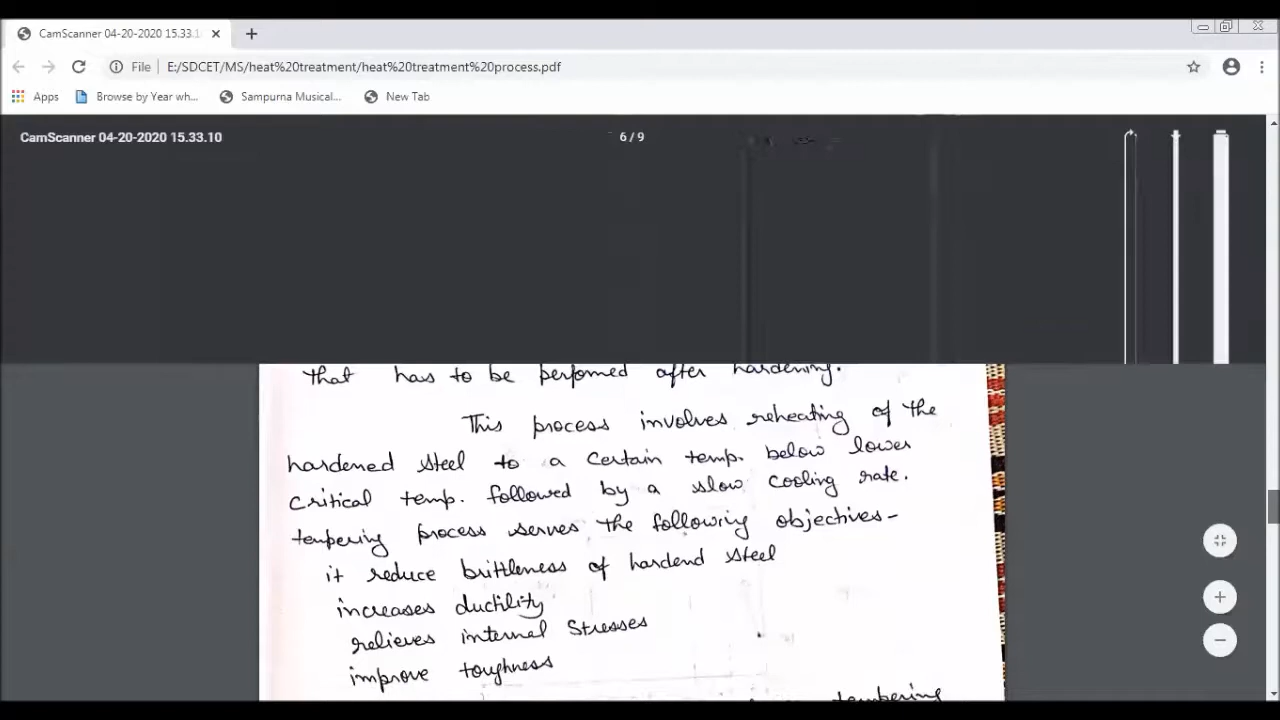 CamScanner 04-20-2020 15.33.1
File E:/SDCET/MS/heat%20treatment/heat%20treatment%20process.pdf
Apps Browse by Year wh... Sampurna Musical... New Tab
CamScanner 04-20-2020 15.33.10 6 / 9
that has to be perfomed after hardening.
This process involves reheating of the
hardened steel to a certain temp. below lower
critical temp. followed by a slow cooling rate.
tempering process serves the following objectives-
it reduce brittleness of hardend steel
increases ductility
relieves internal Stresses
improve toughness
tempering